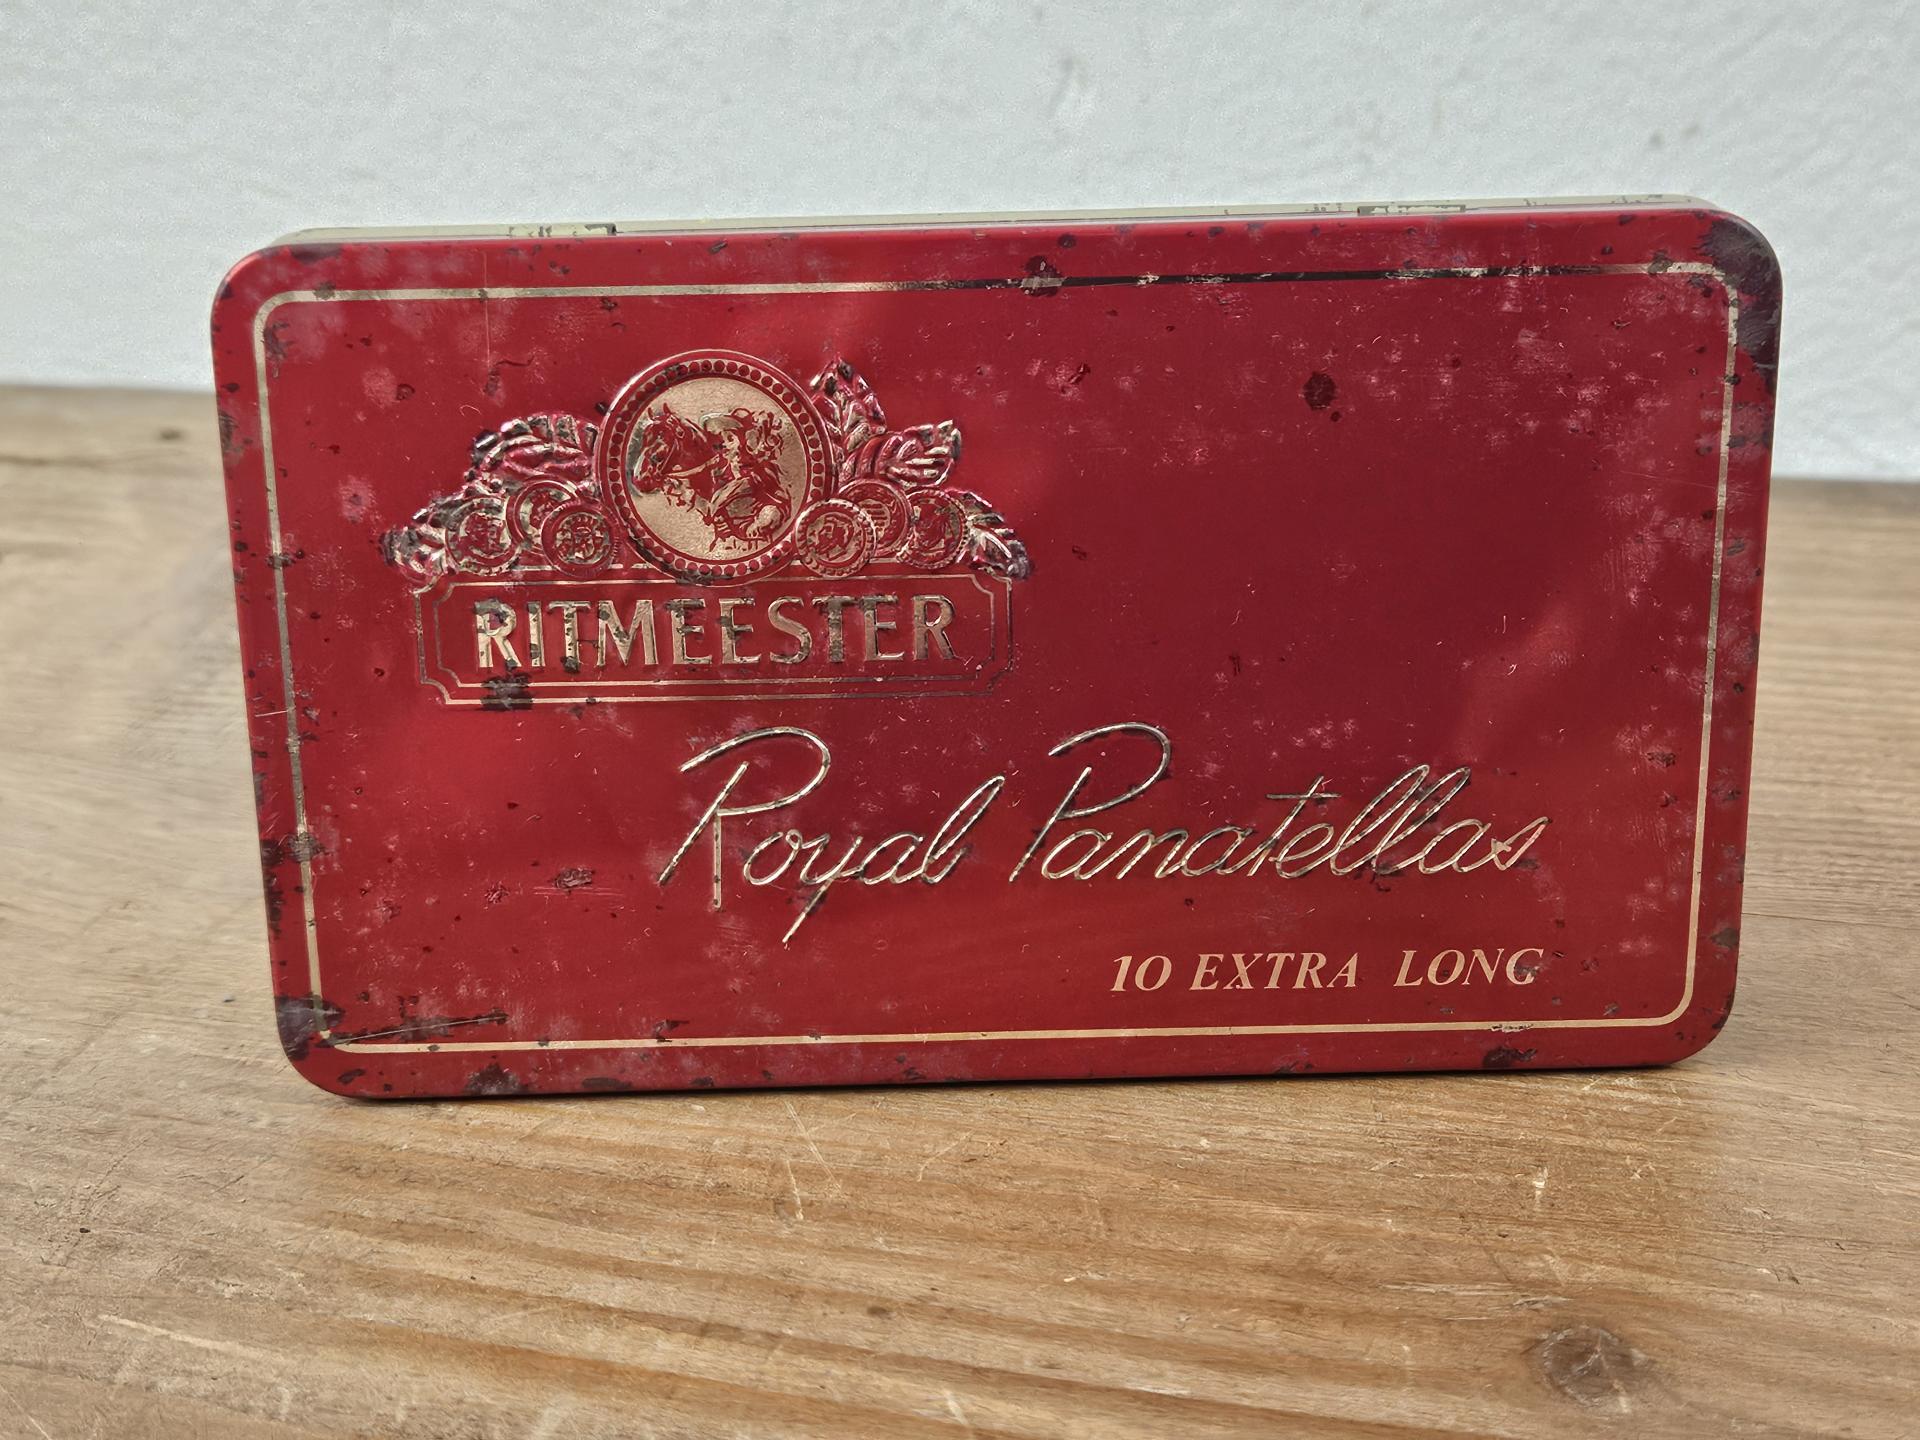 RITMEESTER
Royal Panatellas
10 EXTRA LONG